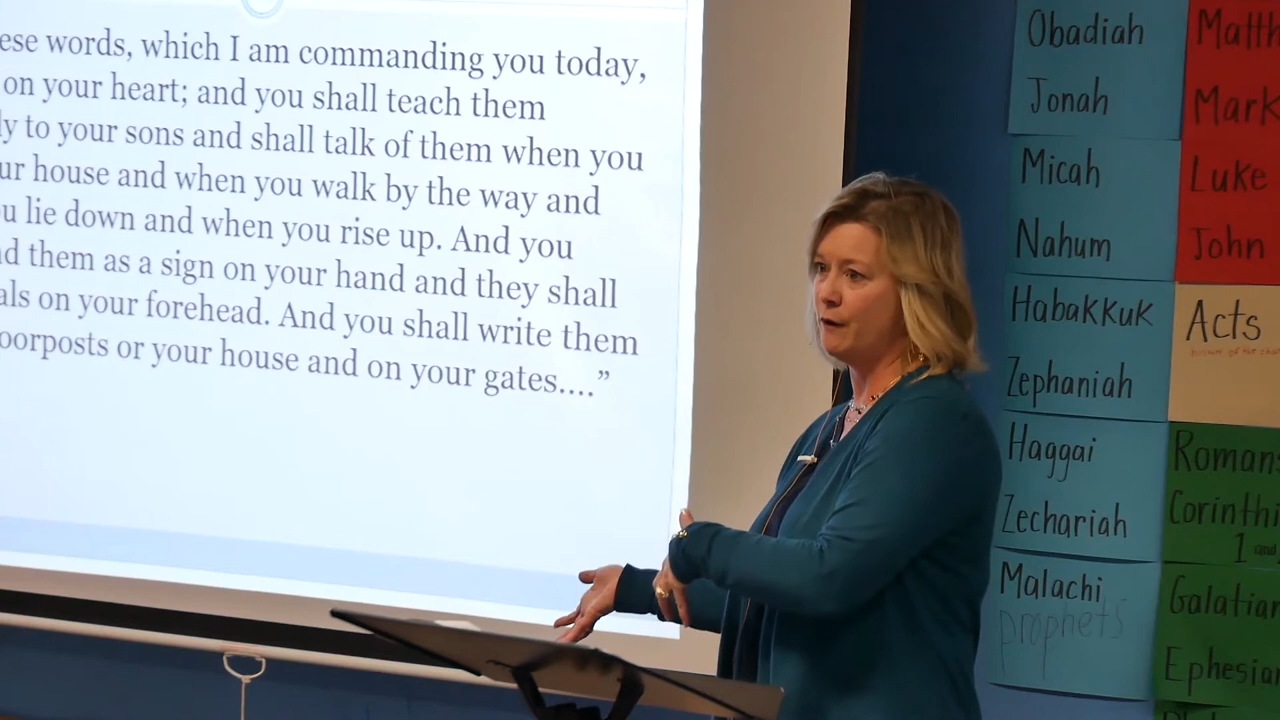 ese words, which I am commanding you today,
on your heart; and you shall teach them
ly to your sons and shall talk of them when you
ur house and when you walk by the way and
u lie down and when you rise up. And you
nd them as a sign on your hand and they shall
als on your forehead. And you shall write them
oorposts or your house and on your gates....”
Obadiah
Jonah
Micah
Nahum
Habakkuk
Zephaniah
Haggai
Zechariah
Malachi
prophets
Matth
Mark
Luke
John
Acts
Romans
Corinthi
1 and
Galatian
Ephesian